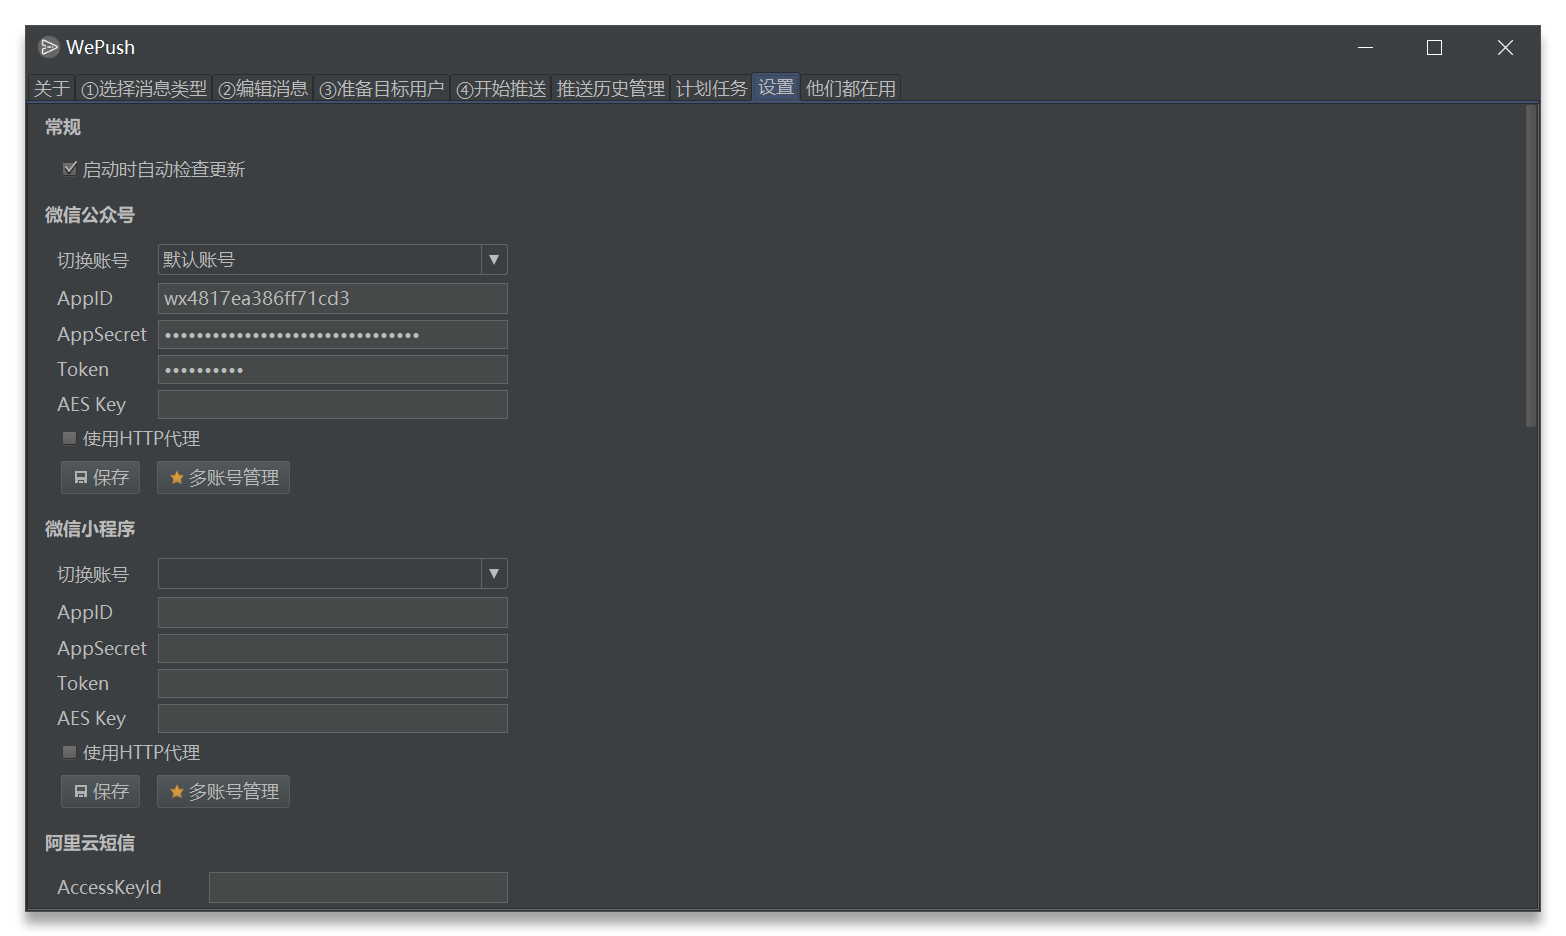 WePush
关于 ①选择消息类型 ②编辑消息 ③准备目标用户 ④开始推送 推送历史管理 计划任务 设置 他们都在用
常规
启动时自动检查更新
微信公众号
切换账号 默认账号
AppID wx4817ea386ff71cd3
AppSecret ••••••••••••••••••••••••••••••••
Token ••••••••••
AES Key
使用HTTP代理
保存 多账号管理
微信小程序
切换账号
AppID
AppSecret
Token
AES Key
使用HTTP代理
保存 多账号管理
阿里云短信
AccessKeyId